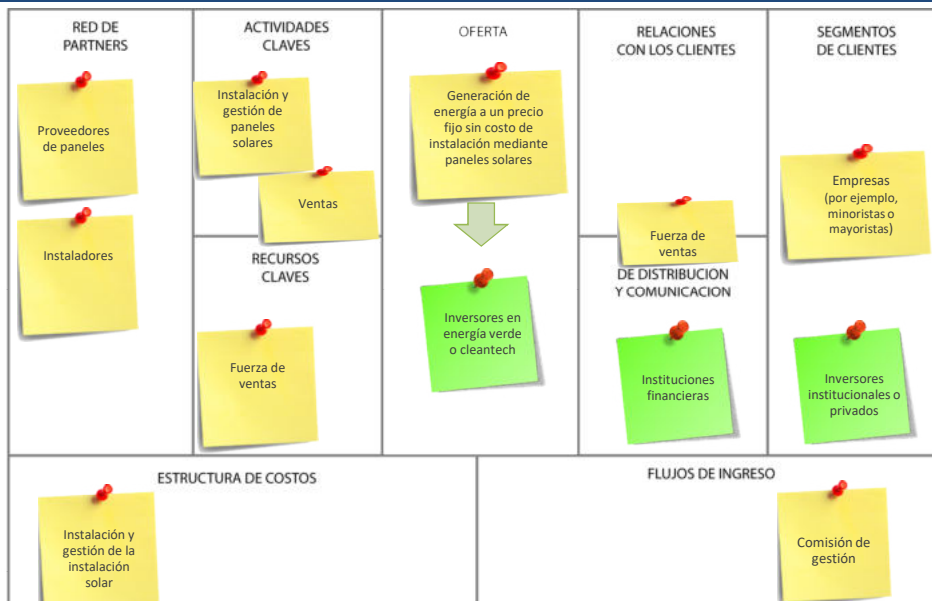 RED DE
PARTNERS
Proveedores
de paneles
Instaladores
ACTIVIDADES
CLAVES
Instalación y
gestión de
paneles
solares
Ventas
RECURSOS
CLAVES
Fuerza de
ventas
OFERTA
Generación de
energía a un precio
fijo sin costo de
instalación mediante
paneles solares
Inversores en
energía verde
o cleantech
RELACIONES
CON LOS CLIENTES
Fuerza de
ventas
DE DISTRIBUCION
Y COMUNICACION
Instituciones
financieras
SEGMENTOS
DE CLIENTES
Empresas
(por ejemplo,
minoristas o
mayoristas)
Inversores
institucionales o
privados
ESTRUCTURA DE COSTOS
Instalación y
gestión de la
instalación
solar
FLUJOS DE INGRESO
Comisión de
gestión